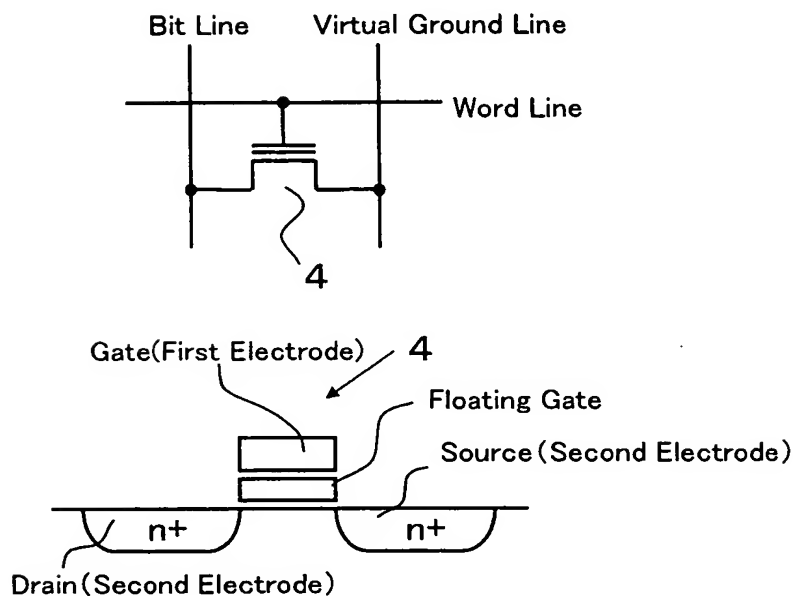 Bit Line
Virtual Ground Line
Word Line
4
Gate(First Electrode)
4
Floating Gate
Source(Second Electrode)
n+
n+
Drain(Second Electrode)